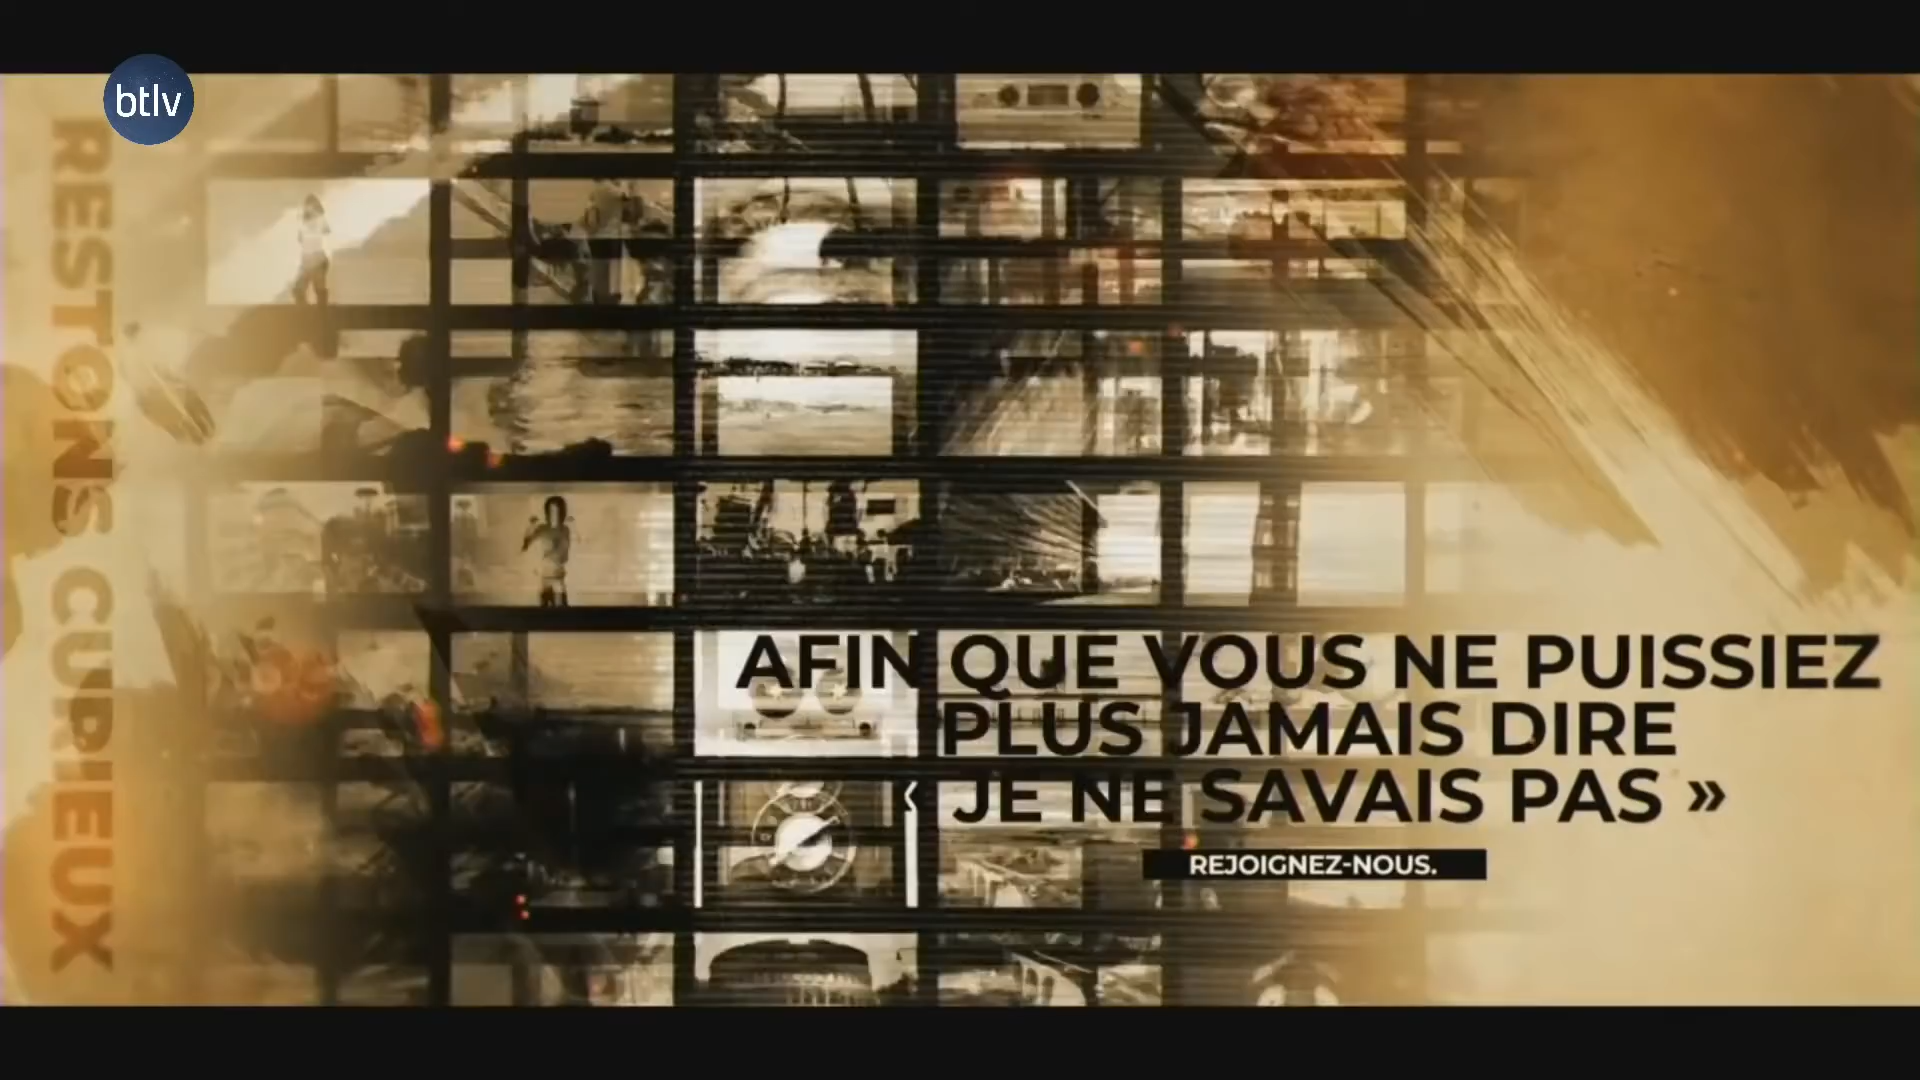 btlv
RESTONS CURIEUX
AFIN QUE VOUS NE PUISSIEZ
PLUS JAMAIS DIRE
« JE NE SAVAIS PAS »
REJOIGNEZ-NOUS.